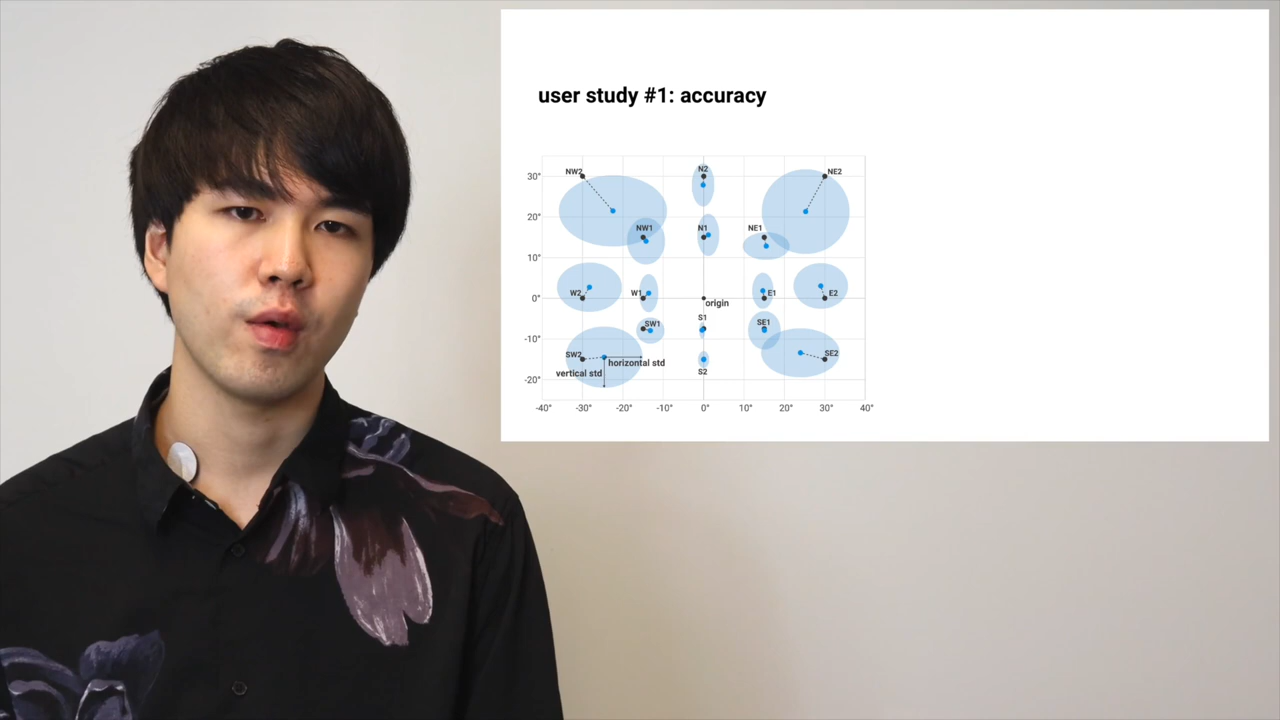 user study #1: accuracy
NW2 N2 NE2
30°
20°
NW1 N1 NE1
10°
W2 W1 E1 E2
0°
origin
S1
SW1 SE1
-10°
SW2 SE2
horizontal std
vertical std
S2
-20°
-40° -30° -20° -10° 0° 10° 20° 30° 40°